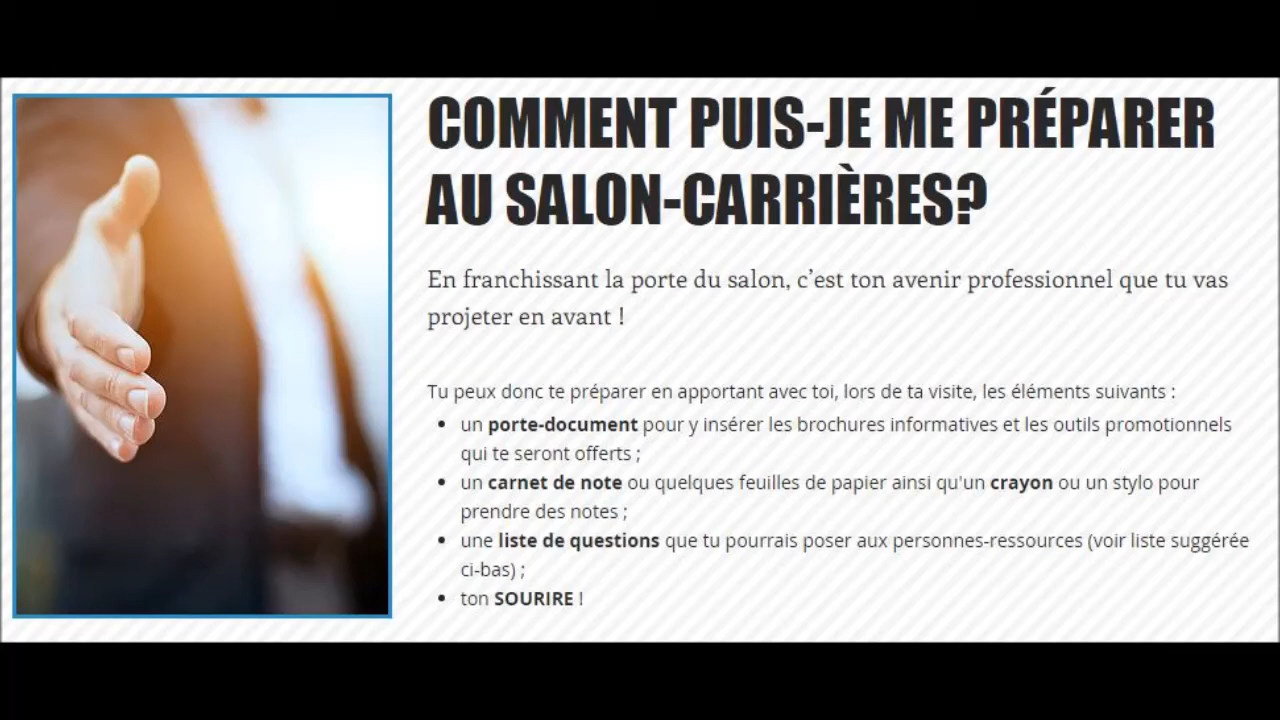 COMMENT PUIS-JE ME PRÉPARER
AU SALON-CARRIÈRES?
En franchissant la porte du salon, c’est ton avenir professionnel que tu vas
projeter en avant !
Tu peux donc te préparer en apportant avec toi, lors de ta visite, les éléments suivants :
• un porte-document pour y insérer les brochures informatives et les outils promotionnels
qui te seront offerts ;
• un carnet de note ou quelques feuilles de papier ainsi qu'un crayon ou un stylo pour
prendre des notes ;
• une liste de questions que tu pourrais poser aux personnes-ressources (voir liste suggérée
ci-bas) ;
• ton SOURIRE !